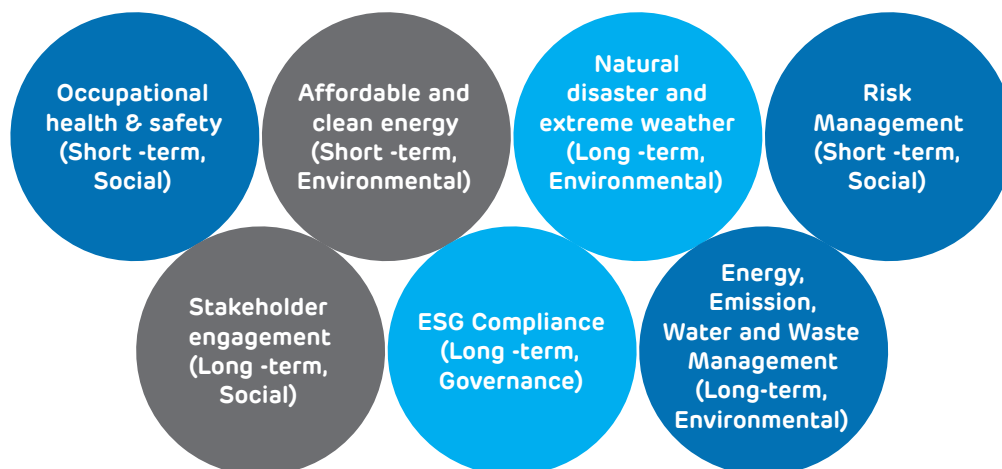 Occupational
health & safety
(Short -term,
Social)
Affordable and
clean energy
(Short -term,
Environmental)
Natural
disaster and
extreme weather
(Long -term,
Environmental)
Risk
Management
(Short -term,
Social)
Stakeholder
engagement
(Long -term,
Social)
ESG Compliance
(Long -term,
Governance)
Energy,
Emission,
Water and Waste
Management
(Long-term,
Environmental)